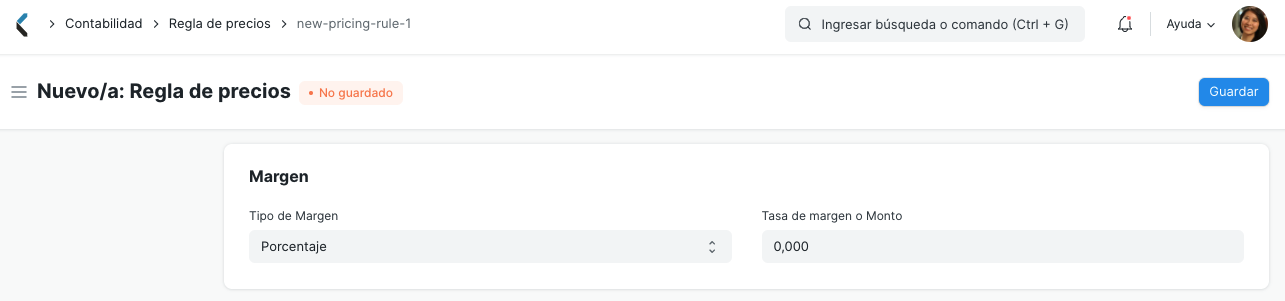 Contabilidad Regla de precios new-pricing-rule-1 Ingresar búsqueda o comando (Ctrl + G) Ayuda
Nuevo/a: Regla de precios • No guardado Guardar
Margen
Tipo de Margen Tasa de margen o Monto
Porcentaje 0,000